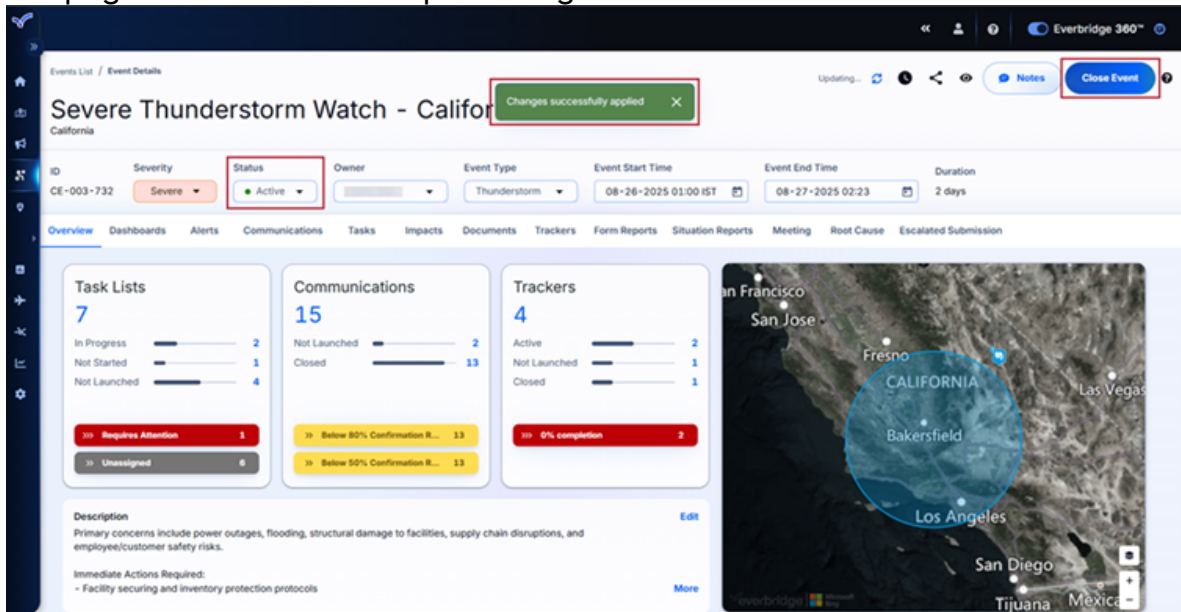 Everbridge 360™
Events List / Event Details
Updating...
Notes
Close Event
Severe Thunderstorm Watch - Califor
Changes successfully applied
California
ID
Severity
Status
Owner
Event Type
Event Start Time
Event End Time
Duration
CE-003-732
Severe
Active
Thunderstorm
08-26-2025 01:00 IST
08-27-2025 02:23
2 days
Overview Dashboards Alerts Communications Tasks Impacts Documents Trackers Form Reports Situation Reports Meeting Root Cause Escalated Submission
Task Lists
7
In Progress 2
Not Started 1
Not Launched 4
Requires Attention 1
Unassigned 6
Communications
15
Not Launched 2
Closed 13
Below 80% Confirmation R... 13
Below 50% Confirmation R... 13
Trackers
4
Active 2
Not Launched 1
Closed 1
0% completion 2
an Francisco
San Jose
Fresno
CALIFORNIA
Las Vegas
Bakersfield
Los Angeles
San Diego
Tijuana
Mexica
everbridge
Microsoft
Bing
Description
Edit
Primary concerns include power outages, flooding, structural damage to facilities, supply chain disruptions, and
employee/customer safety risks.
Immediate Actions Required:
- Facility securing and inventory protection protocols
More